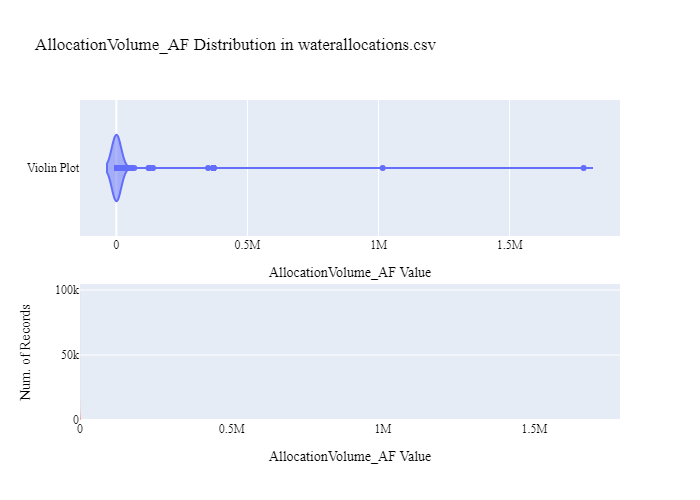 AllocationVolume_AF Distribution in waterallocations.csv
Violin Plot
0 0.5M 1M 1.5M
AllocationVolume_AF Value
100k
50k
0
Num. of Records
0 0.5M 1M 1.5M
AllocationVolume_AF Value